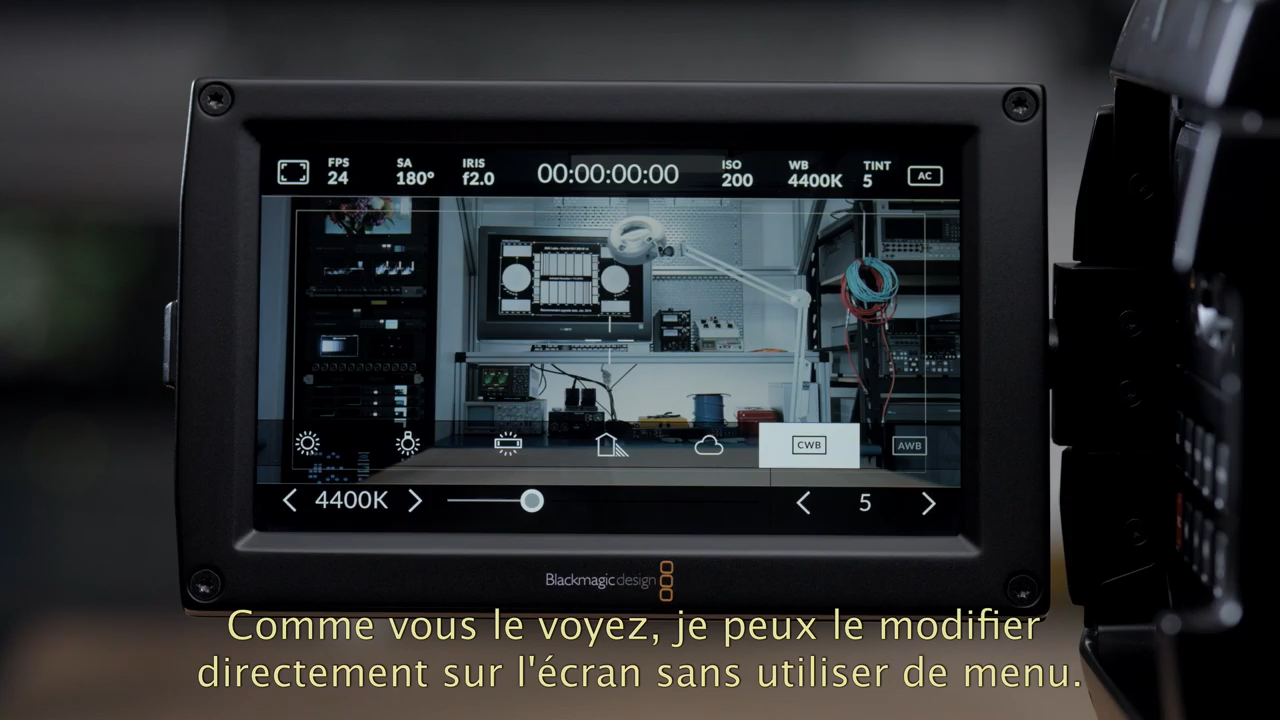 FPS SA IRIS 00:00:00:00 ISO WB TINT AC
24 180° f2.0 200 4400K 5
CWB AWB
4400K 5
Blackmagicdesign
Comme vous le voyez, je peux le modifier
directement sur l'écran sans utiliser de menu.